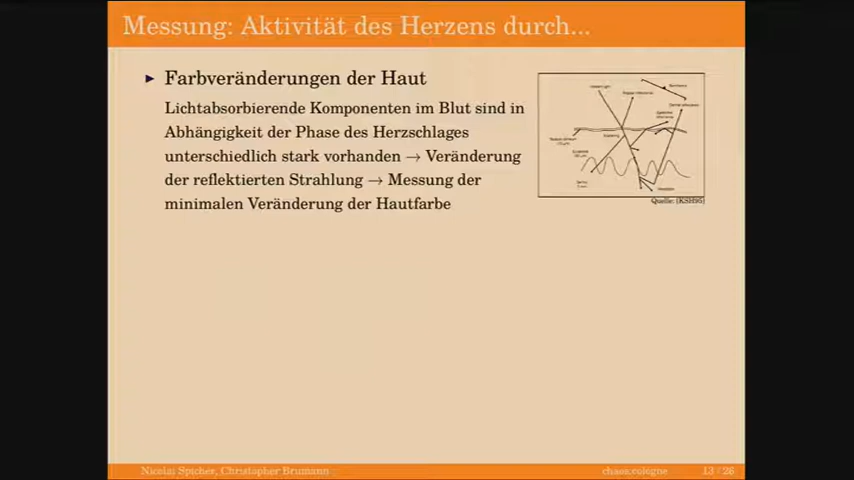 Messung: Aktivität des Herzens durch...
▶ Farbveränderungen der Haut
Lichtabsorbierende Komponenten im Blut sind in
Abhängigkeit der Phase des Herzschlages
unterschiedlich stark vorhanden → Veränderung
der reflektierten Strahlung → Messung der
minimalen Veränderung der Hautfarbe
Quelle: [KSH95]
Nicolai Spicher, Christopher Brumann
chaos.cologne
13 / 26